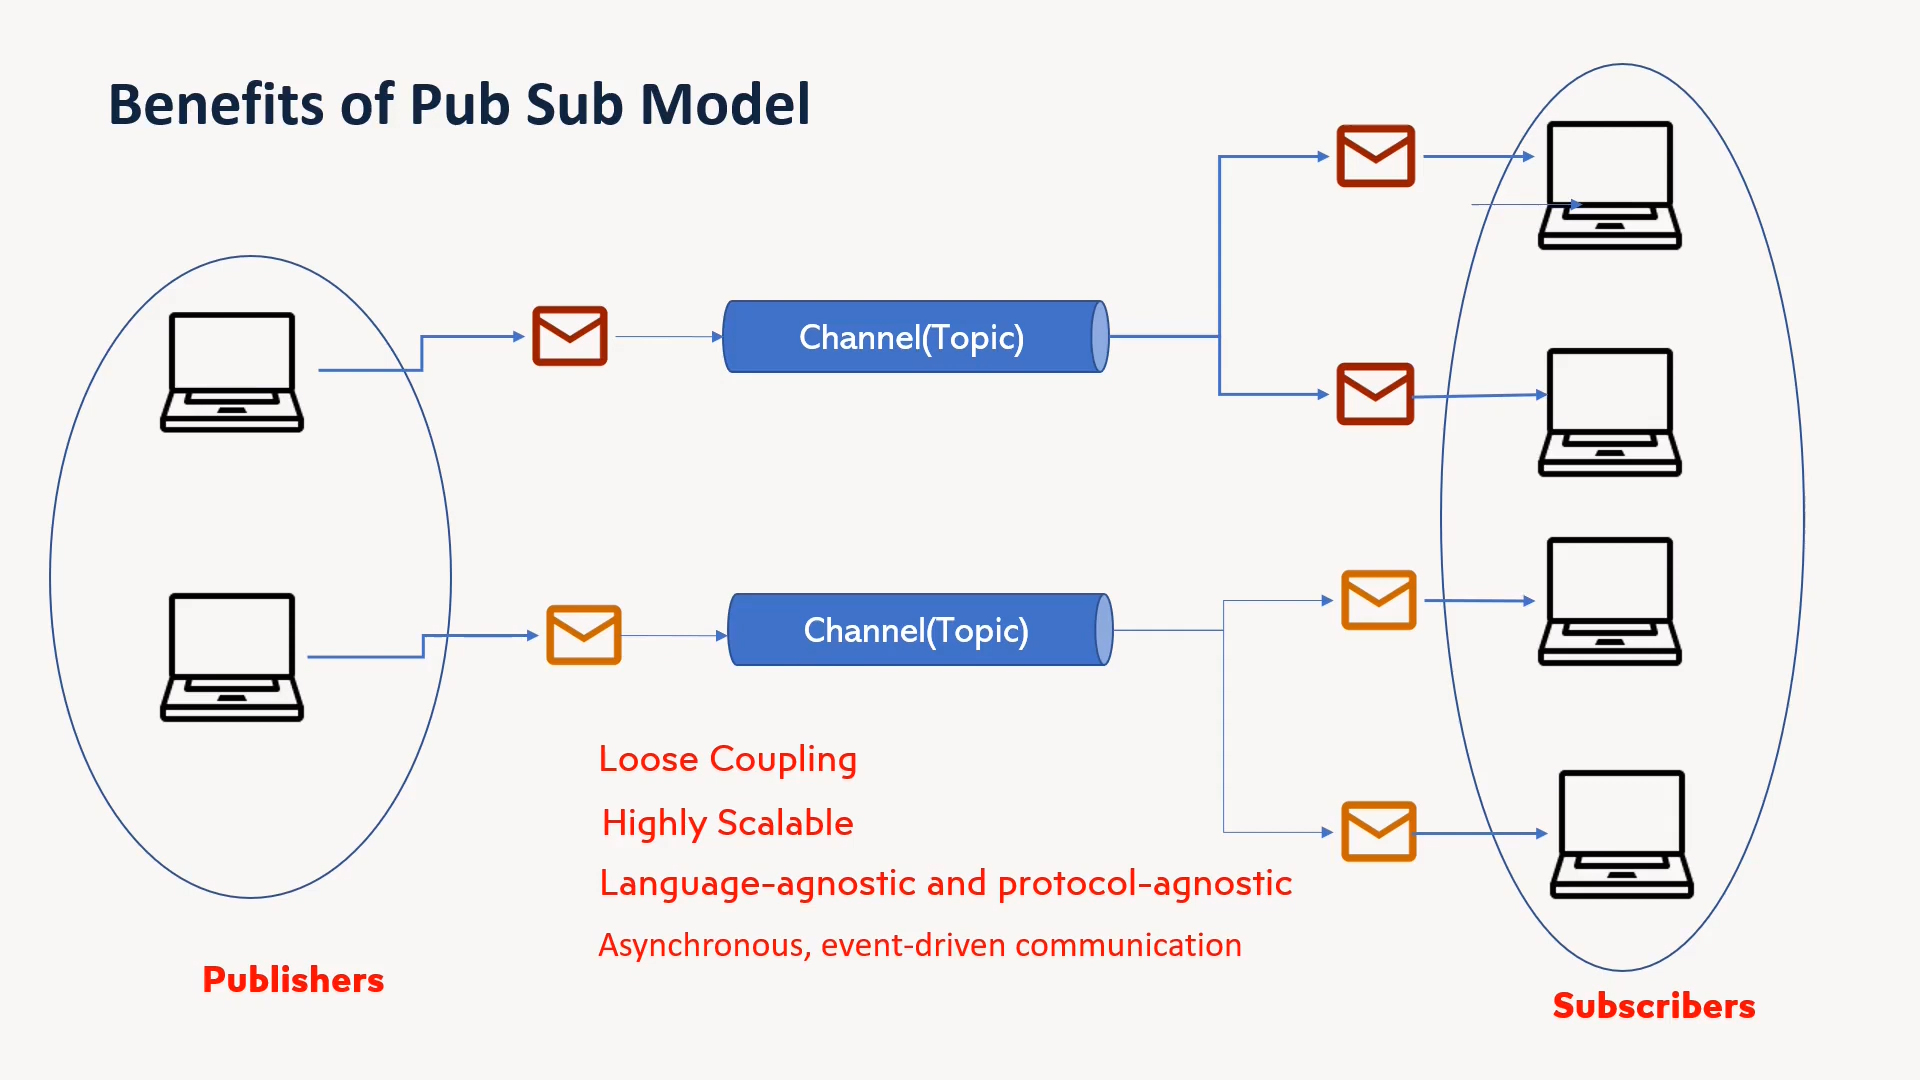 Benefits of Pub Sub Model
Channel(Topic)
Channel(Topic)
Loose Coupling
Highly Scalable
Language-agnostic and protocol-agnostic
Asynchronous, event-driven communication
Publishers
Subscribers